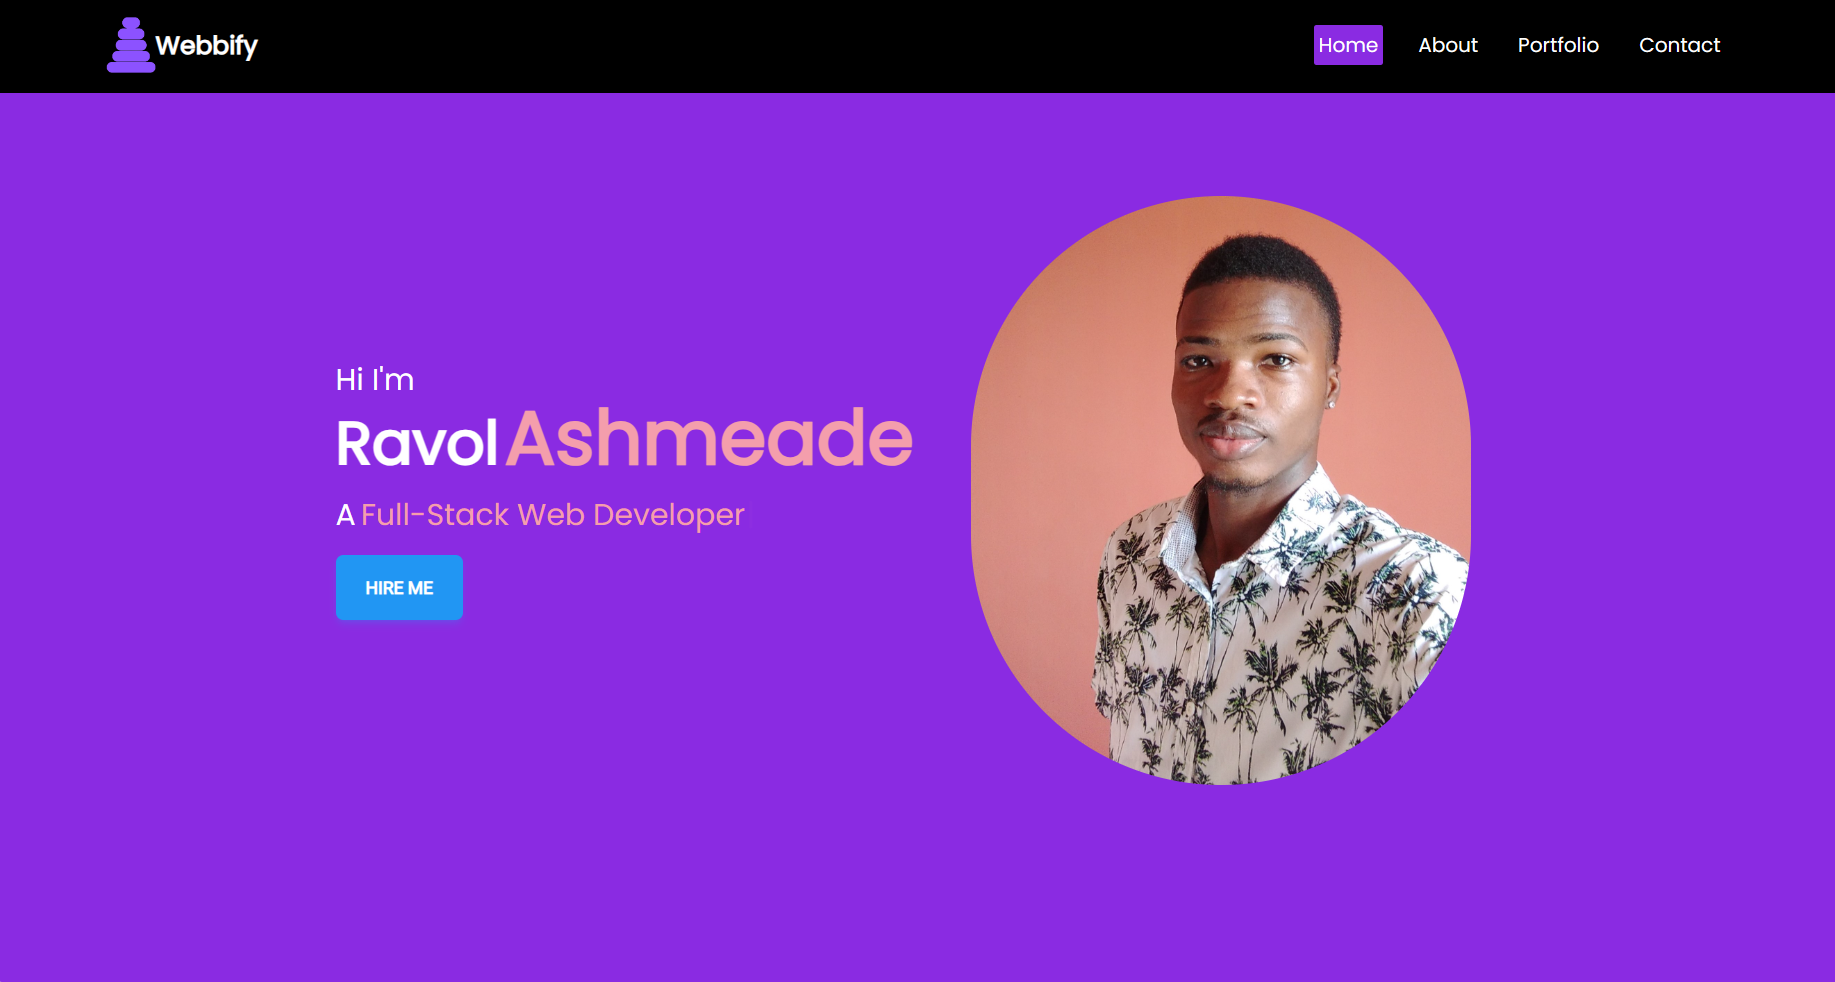 Webbify
Home About Portfolio Contact
Hi I'm
Ravol Ashmeade
A Full-Stack Web Developer
HIRE ME